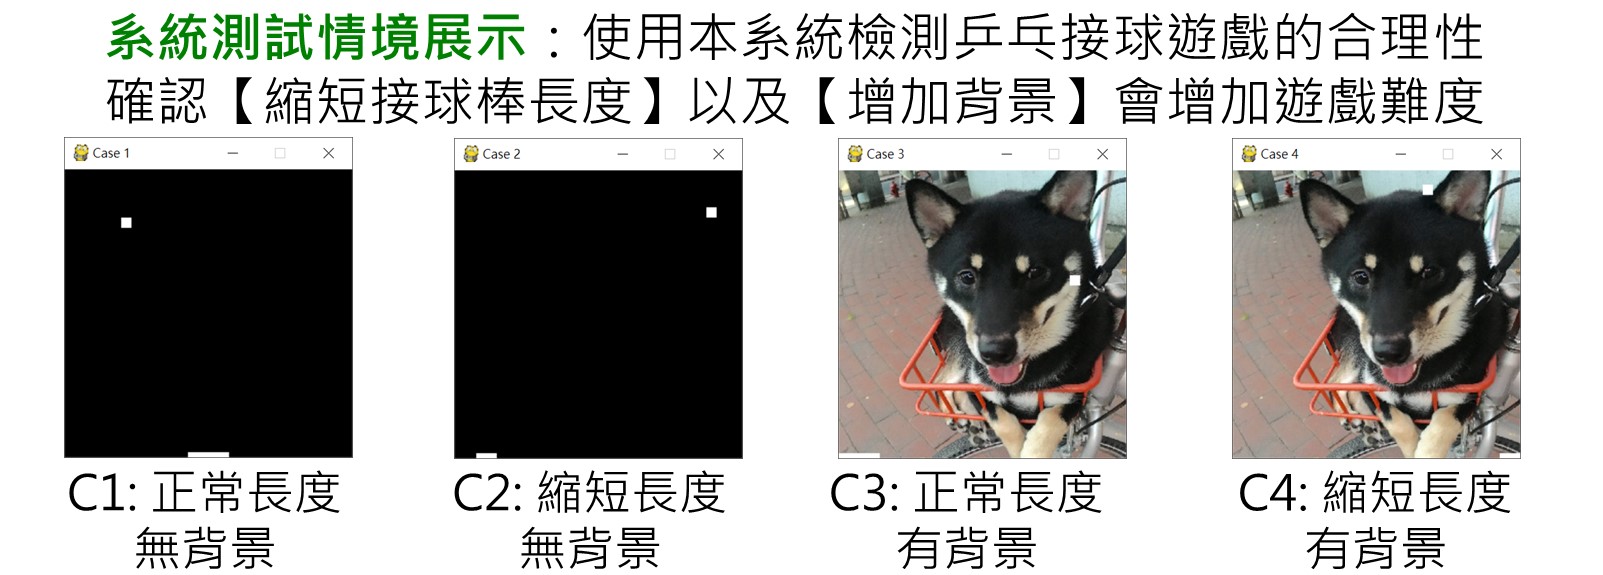 系統測試情境展示：使用本系統檢測乒乓接球遊戲的合理性
確認【縮短接球棒長度】以及【增加背景】會增加遊戲難度
Case 1
Case 2
Case 3
Case 4
C1: 正常長度
無背景
C2: 縮短長度
無背景
C3: 正常長度
有背景
C4: 縮短長度
有背景